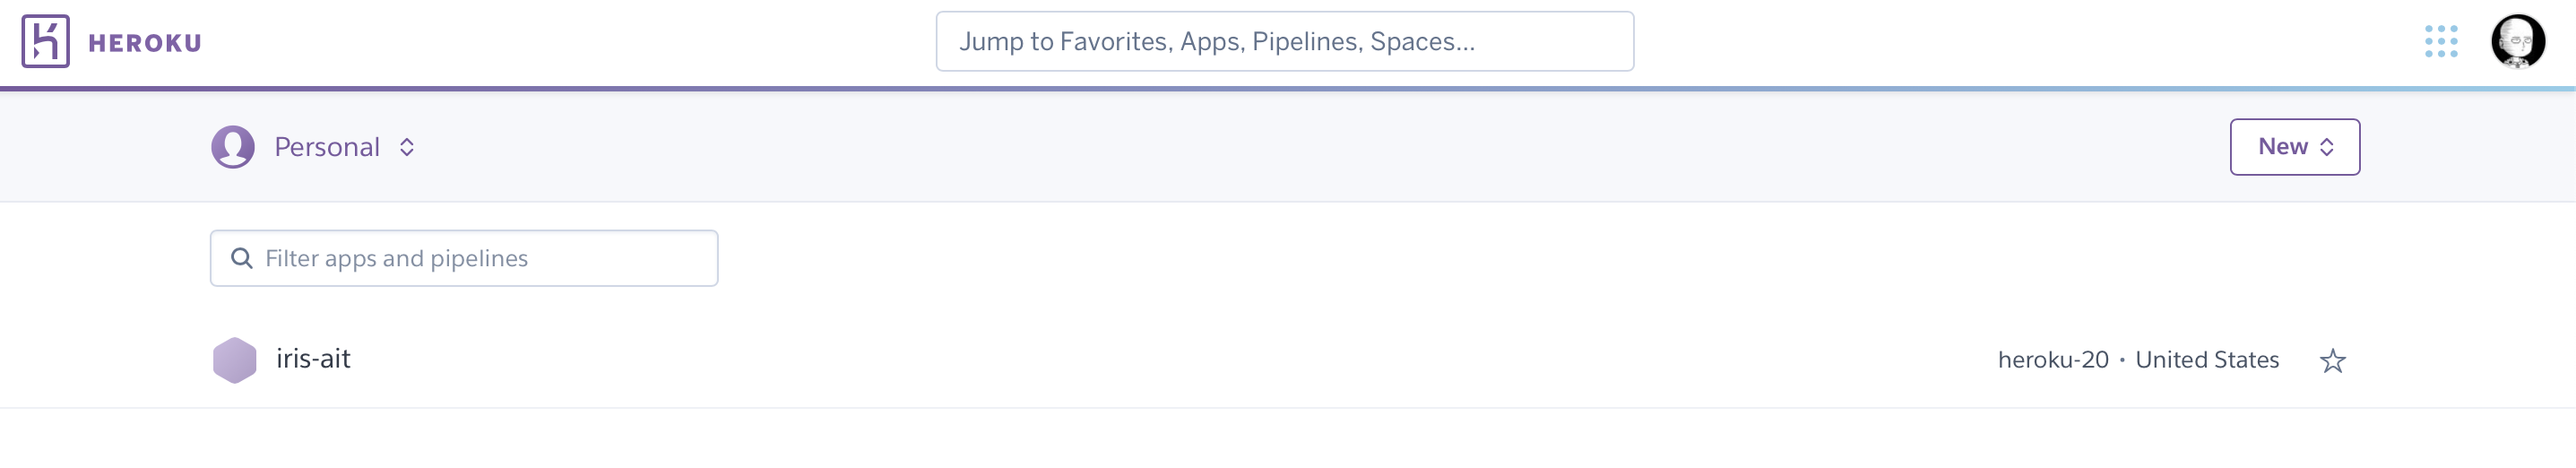 HEROKU
Jump to Favorites, Apps, Pipelines, Spaces...
Personal
New
Filter apps and pipelines
iris-ait
heroku-20 · United States